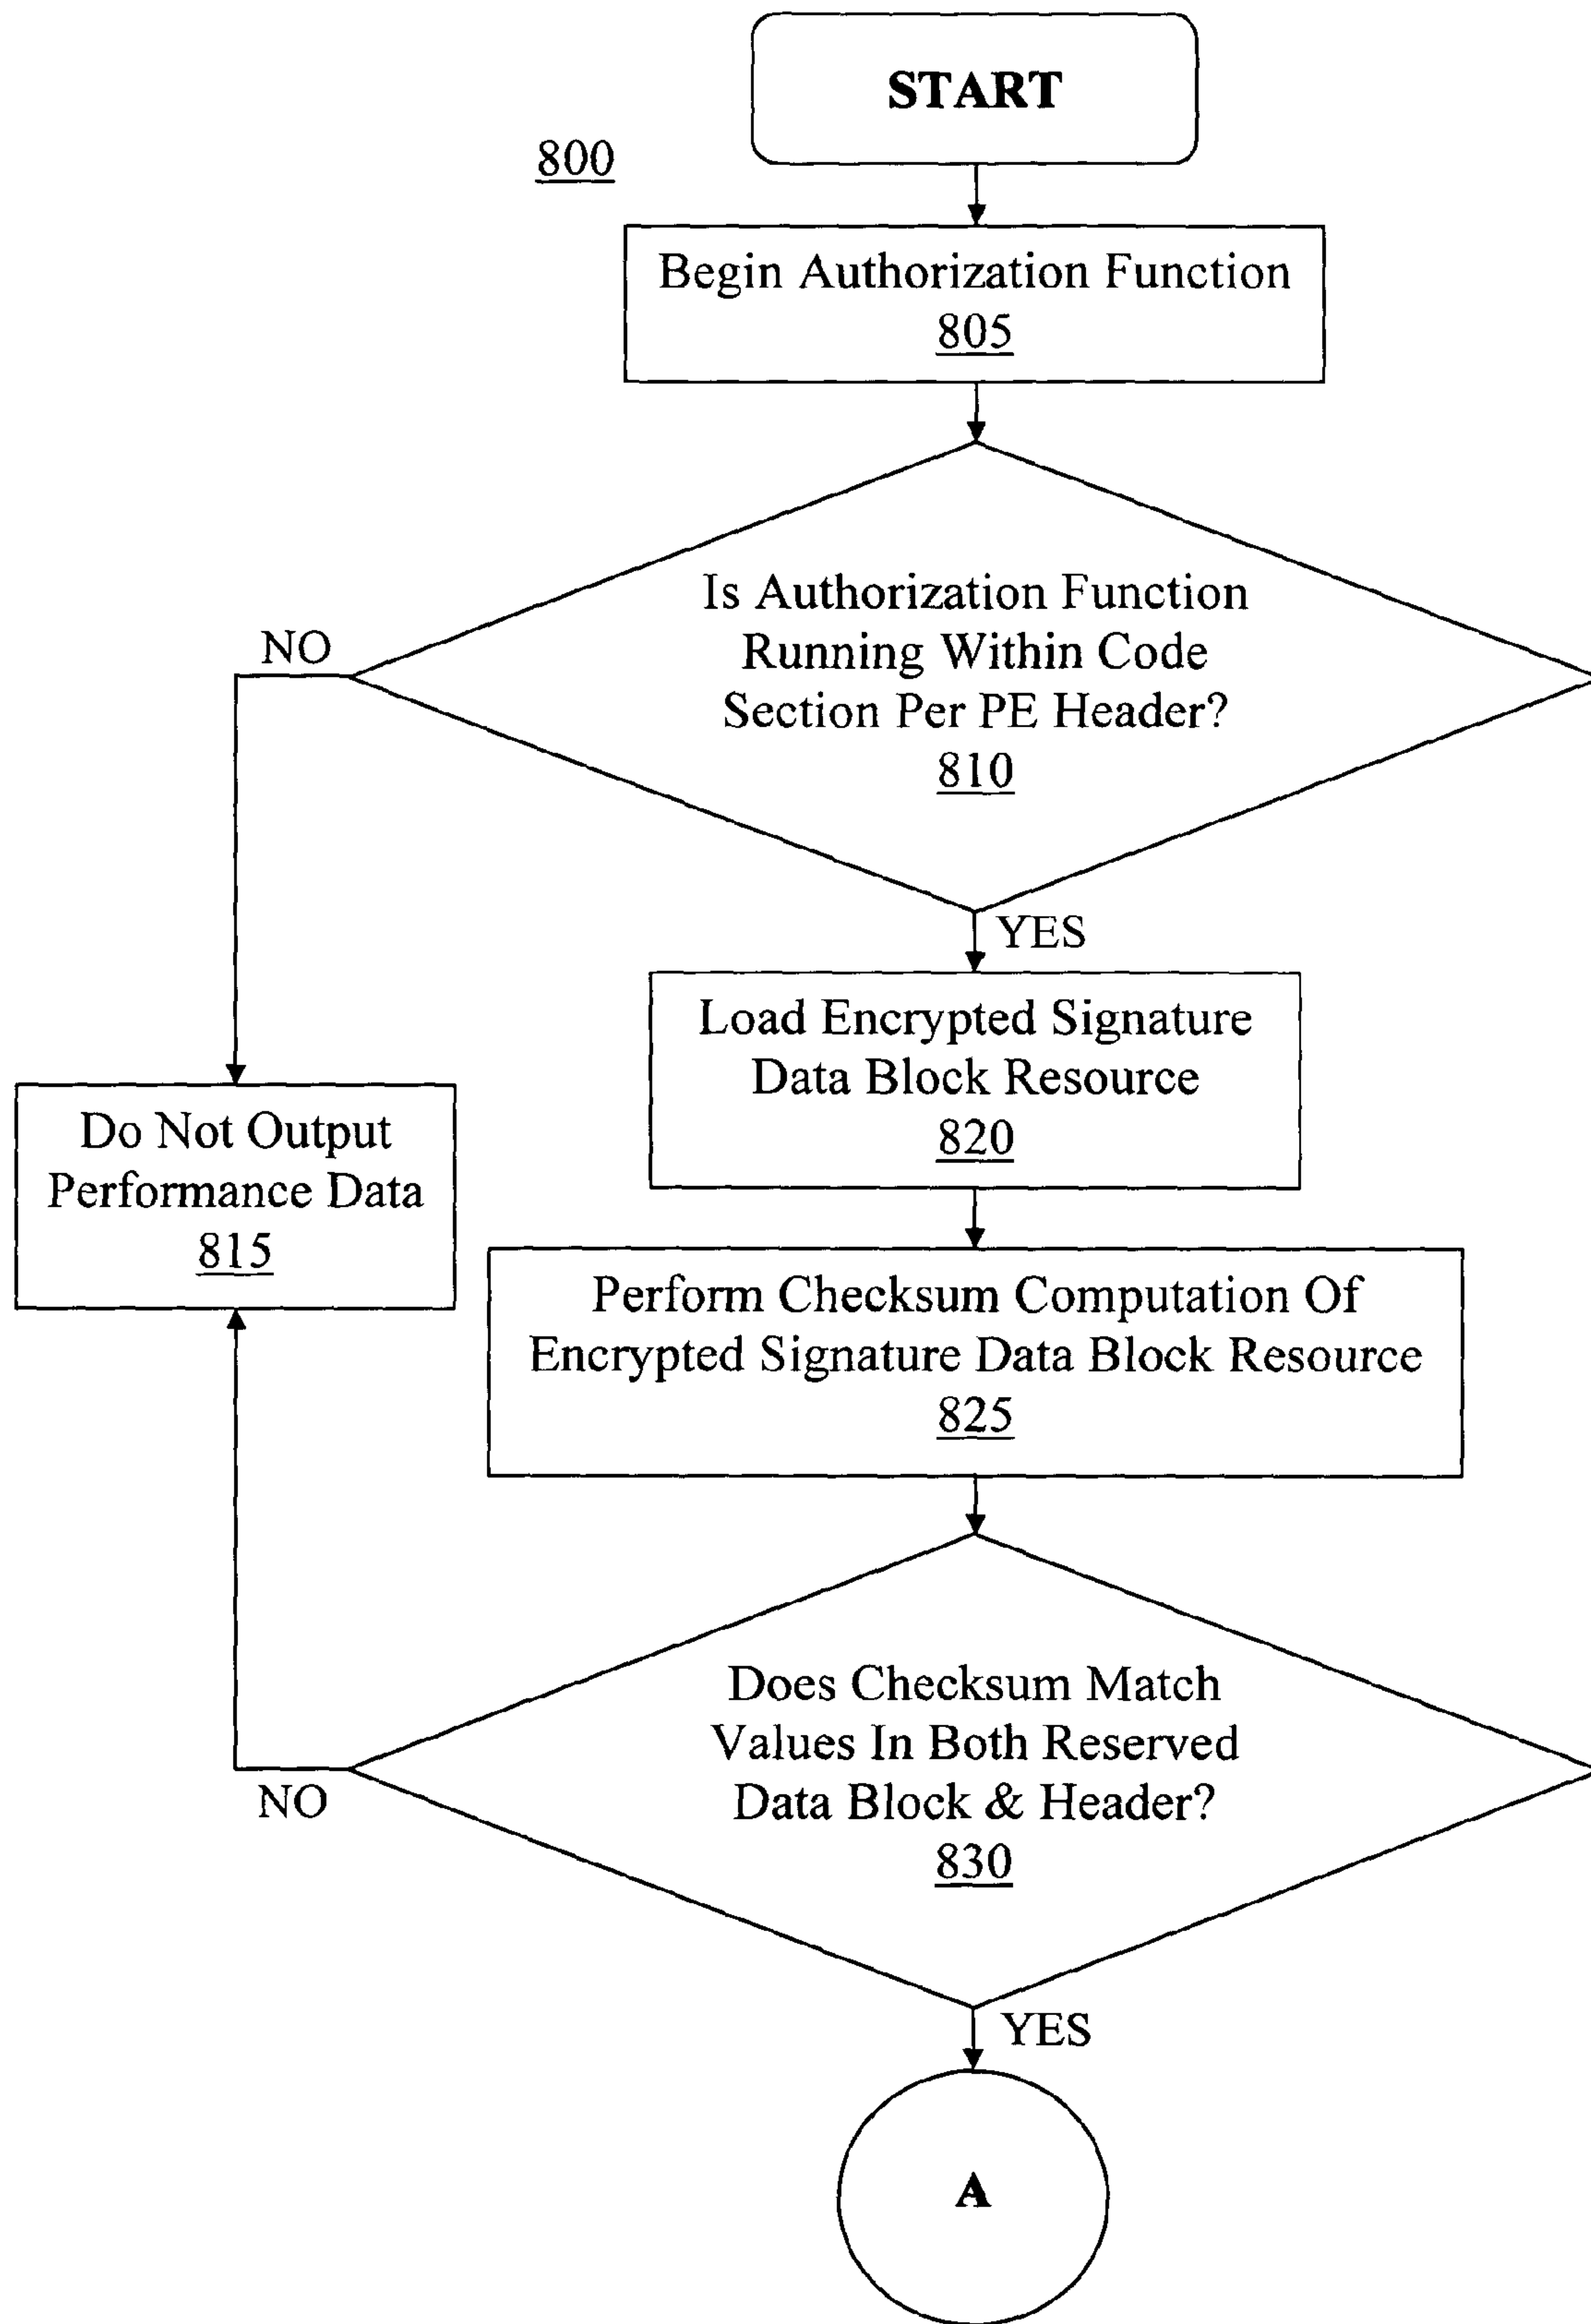 START
800
Begin Authorization Function
805
Is Authorization Function
Running Within Code
Section Per PE Header?
810
NO
YES
Load Encrypted Signature
Data Block Resource
820
Do Not Output
Performance Data
815
Perform Checksum Computation Of
Encrypted Signature Data Block Resource
825
Does Checksum Match
Values In Both Reserved
Data Block & Header?
830
NO
YES
A